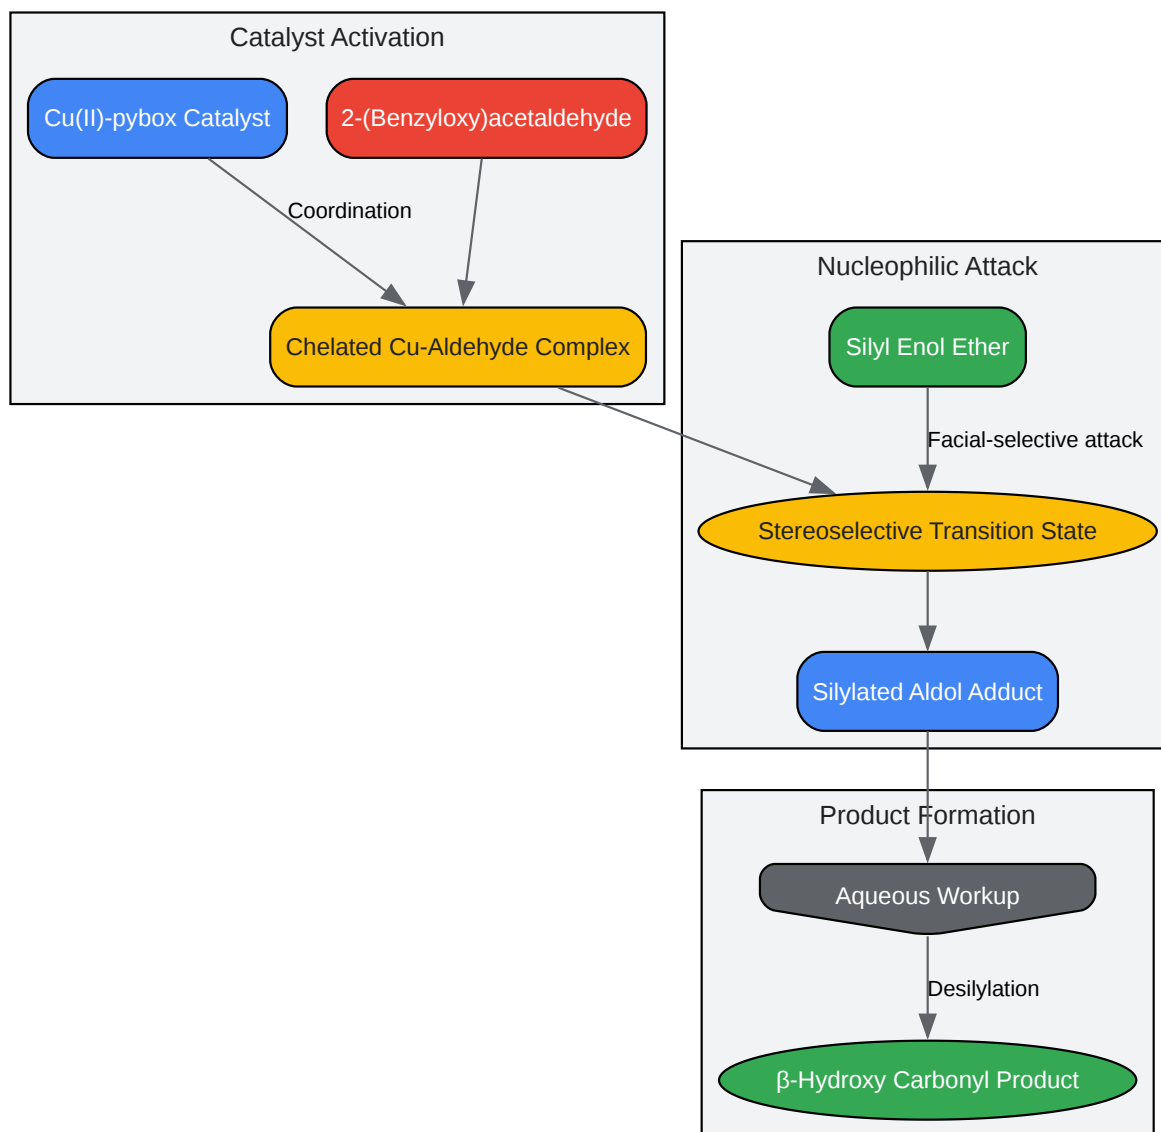 Catalyst Activation
Cu(II)-pybox Catalyst
2-(Benzyloxy)acetaldehyde
Coordination
Chelated Cu-Aldehyde Complex
Nucleophilic Attack
Silyl Enol Ether
Facial-selective attack
Stereoselective Transition State
Silylated Aldol Adduct
Product Formation
Aqueous Workup
Desilylation
β-Hydroxy Carbonyl Product